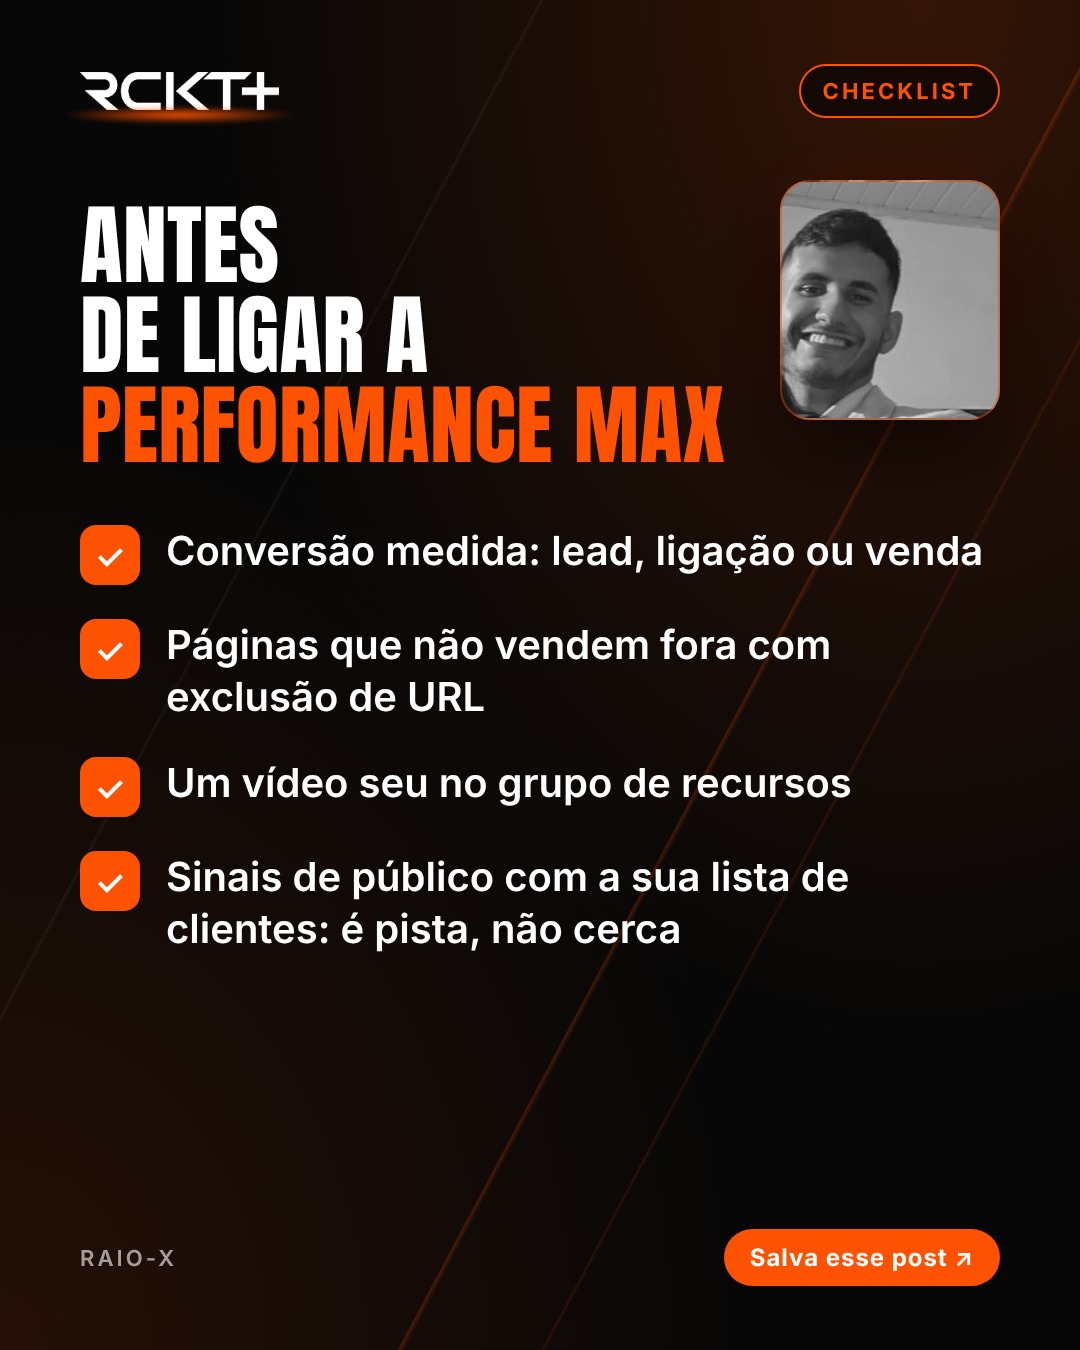 RCKT+
CHECKLIST
ANTES
DE LIGAR A
PERFORMANCE MAX
Conversão medida: lead, ligação ou venda
Páginas que não vendem fora com
exclusão de URL
Um vídeo seu no grupo de recursos
Sinais de público com a sua lista de
clientes: é pista, não cerca
RAIO-X
Salva esse post ↗